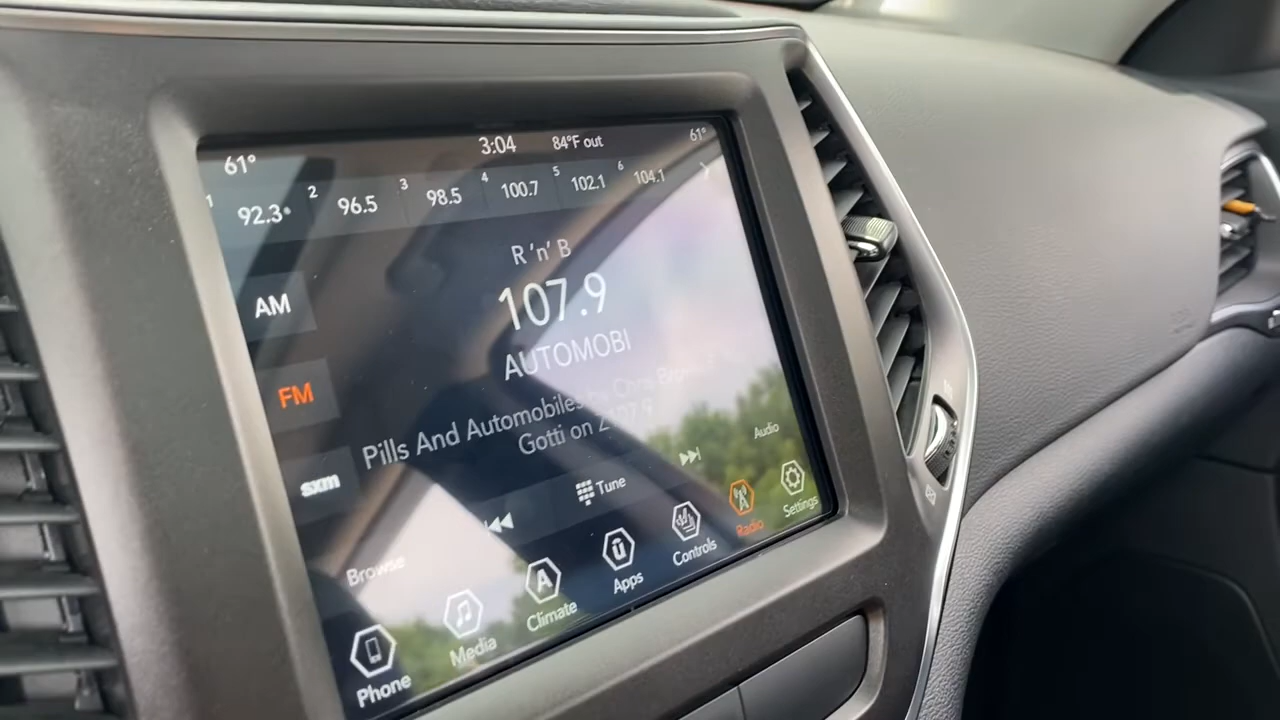 61° 3:04 84°F out 61°
1 92.3 2 96.5 3 98.5 4 100.7 5 102.1 6 104.1
R 'n' B
107.9
AUTOMOBI
AM
FM
sxm
Pills And Automobiles by Chris Br
Gotti on Z107.9
Tune
Audio
Browse
Phone Media Climate Apps Controls Radio Settings